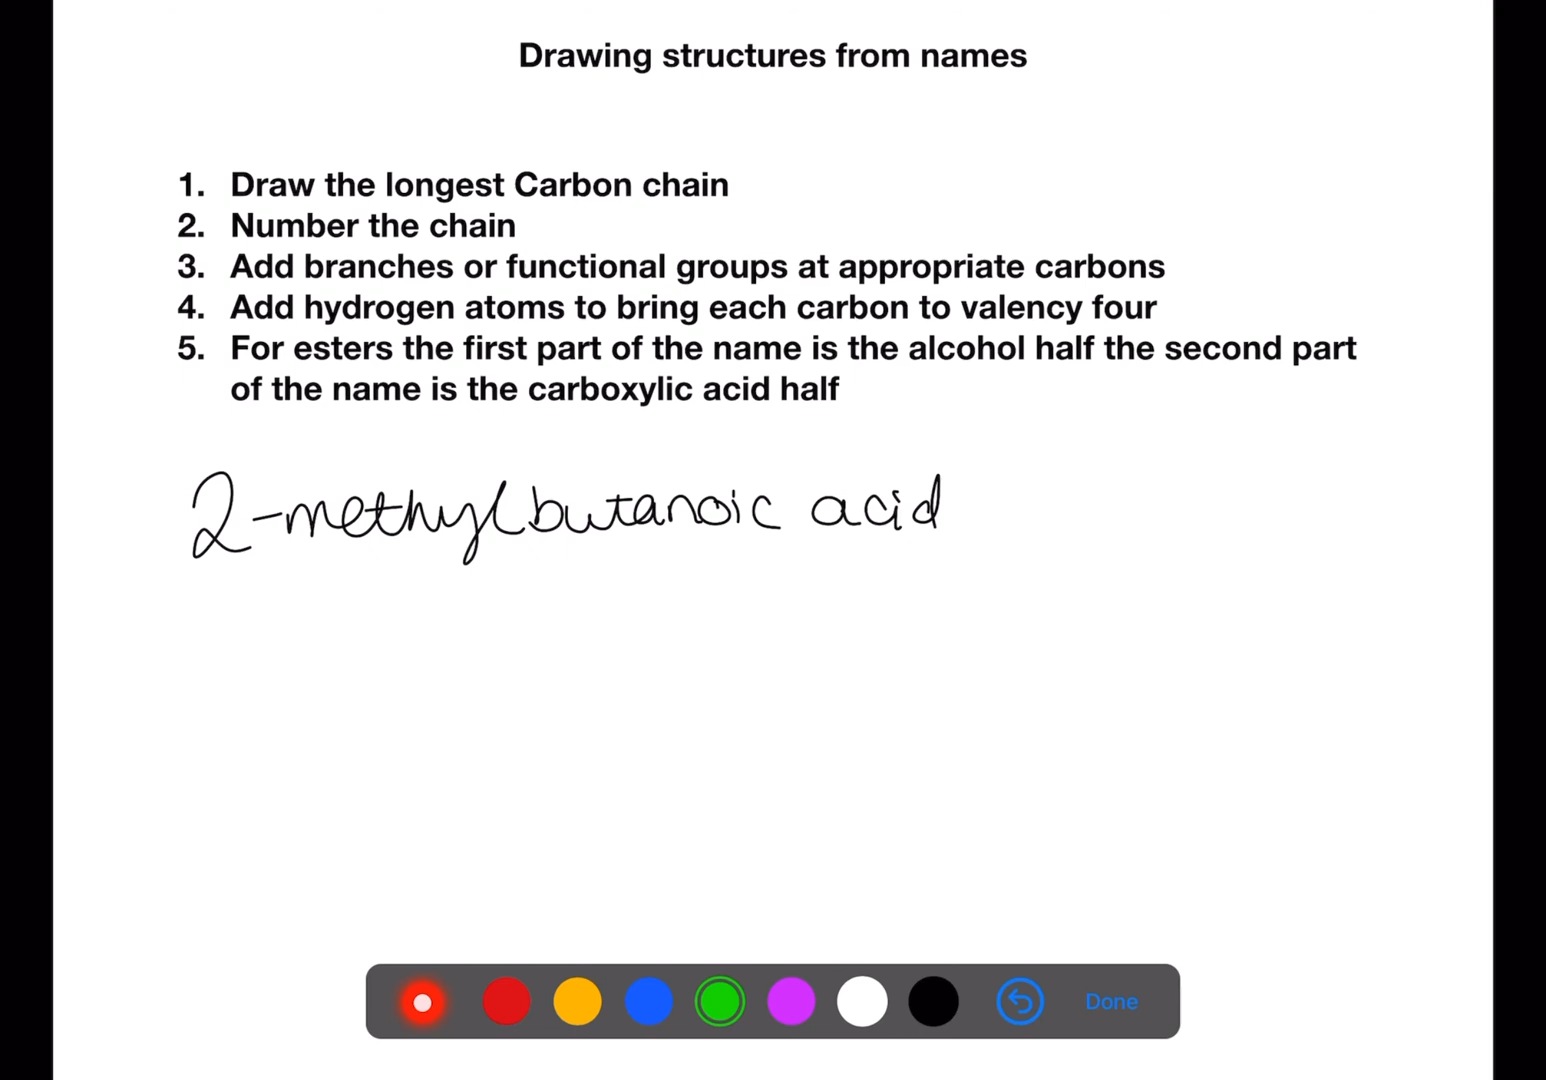 Drawing structures from names
1. Draw the longest Carbon chain
2. Number the chain
3. Add branches or functional groups at appropriate carbons
4. Add hydrogen atoms to bring each carbon to valency four
5. For esters the first part of the name is the alcohol half the second part
of the name is the carboxylic acid half
2-methylbutanoic acid
Done